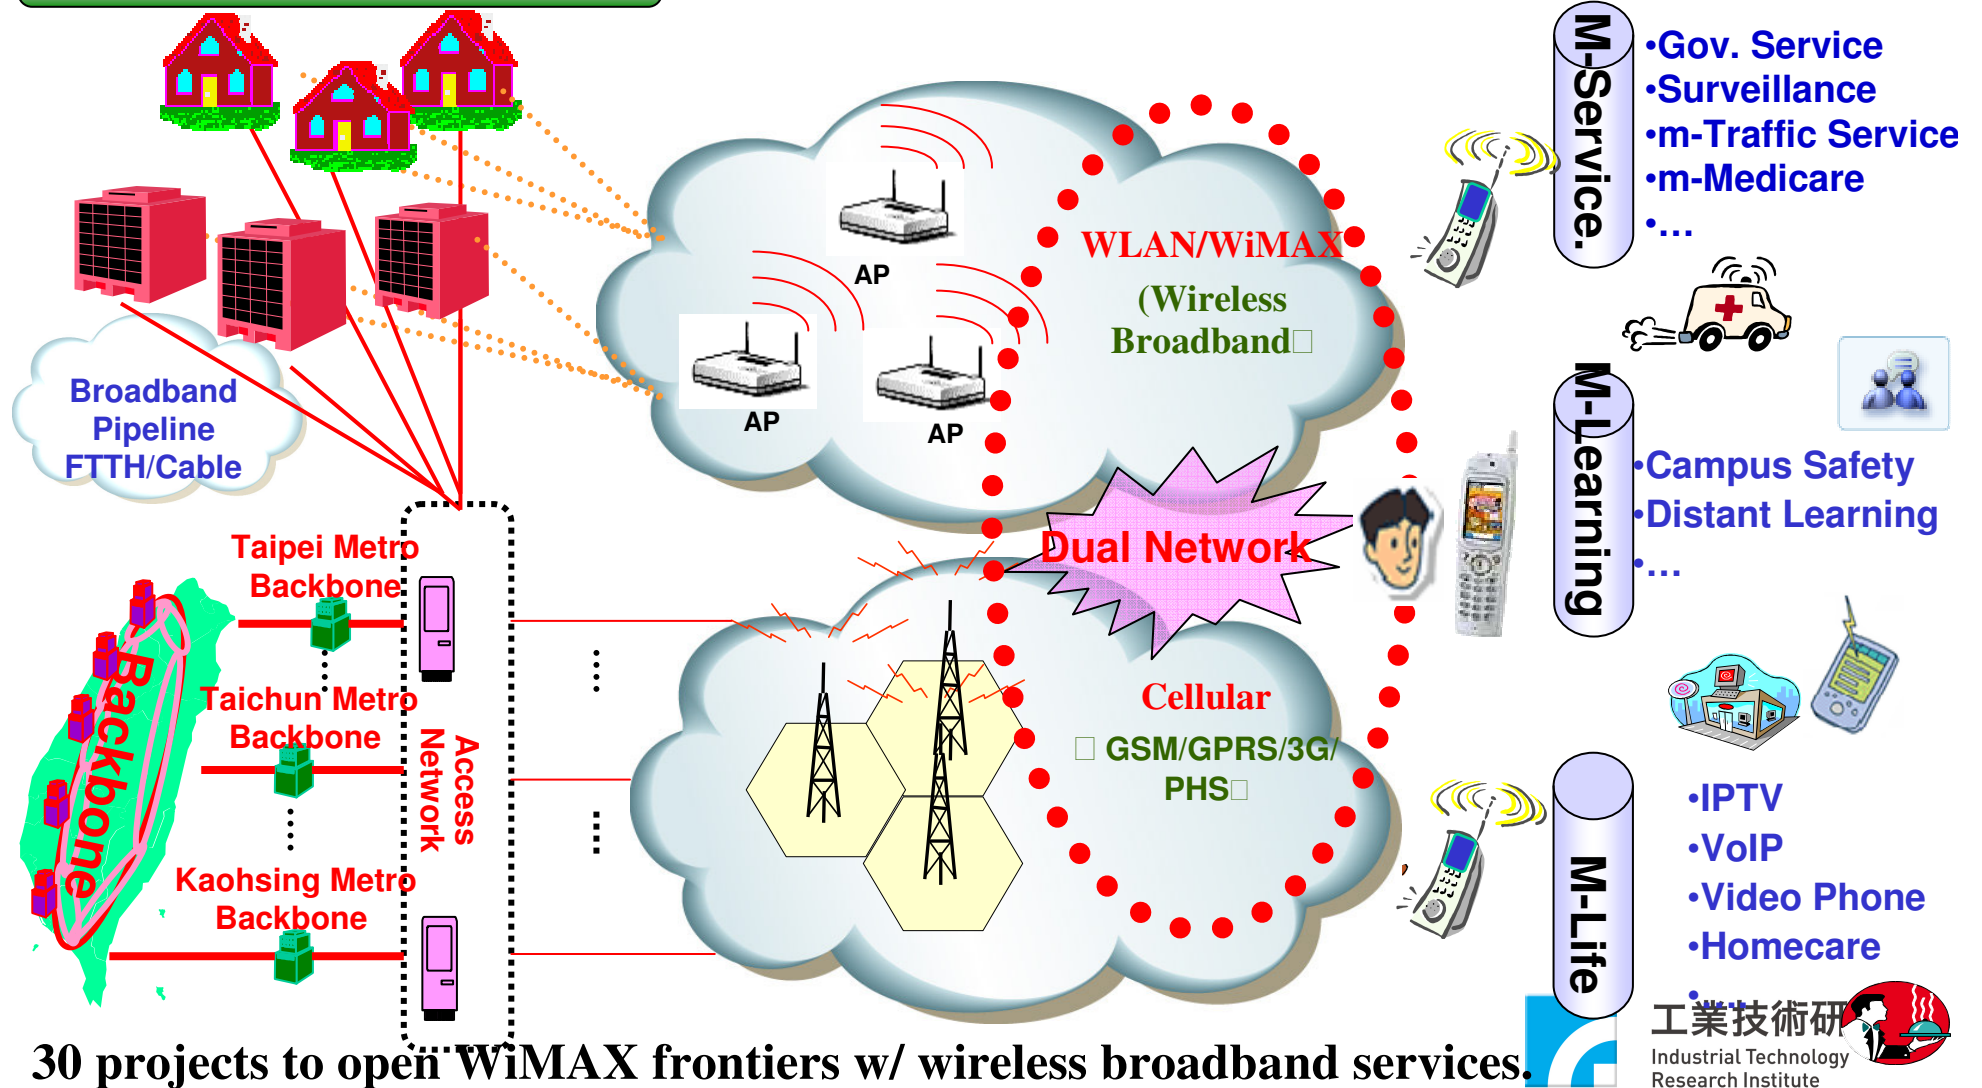 M-Service.
•Gov. Service
•Surveillance
•m-Traffic Service
•m-Medicare
•...
AP
AP
AP
WLAN/WiMAX
(Wireless
Broadband□
Broadband
Pipeline
FTTH/Cable
M-Learning
•Campus Safety
•Distant Learning
•...
Dual Network
Taipei Metro
Backbone
Taichun Metro
Backbone
Kaohsing Metro
Backbone
Backbone
Access
Network
Cellular
□ GSM/GPRS/3G/
PHS□
M-Life
•IPTV
•VoIP
•Video Phone
•Homecare
•....
30 projects to open WiMAX frontiers w/ wireless broadband services.
工業技術研
Industrial Technology
Research Institute